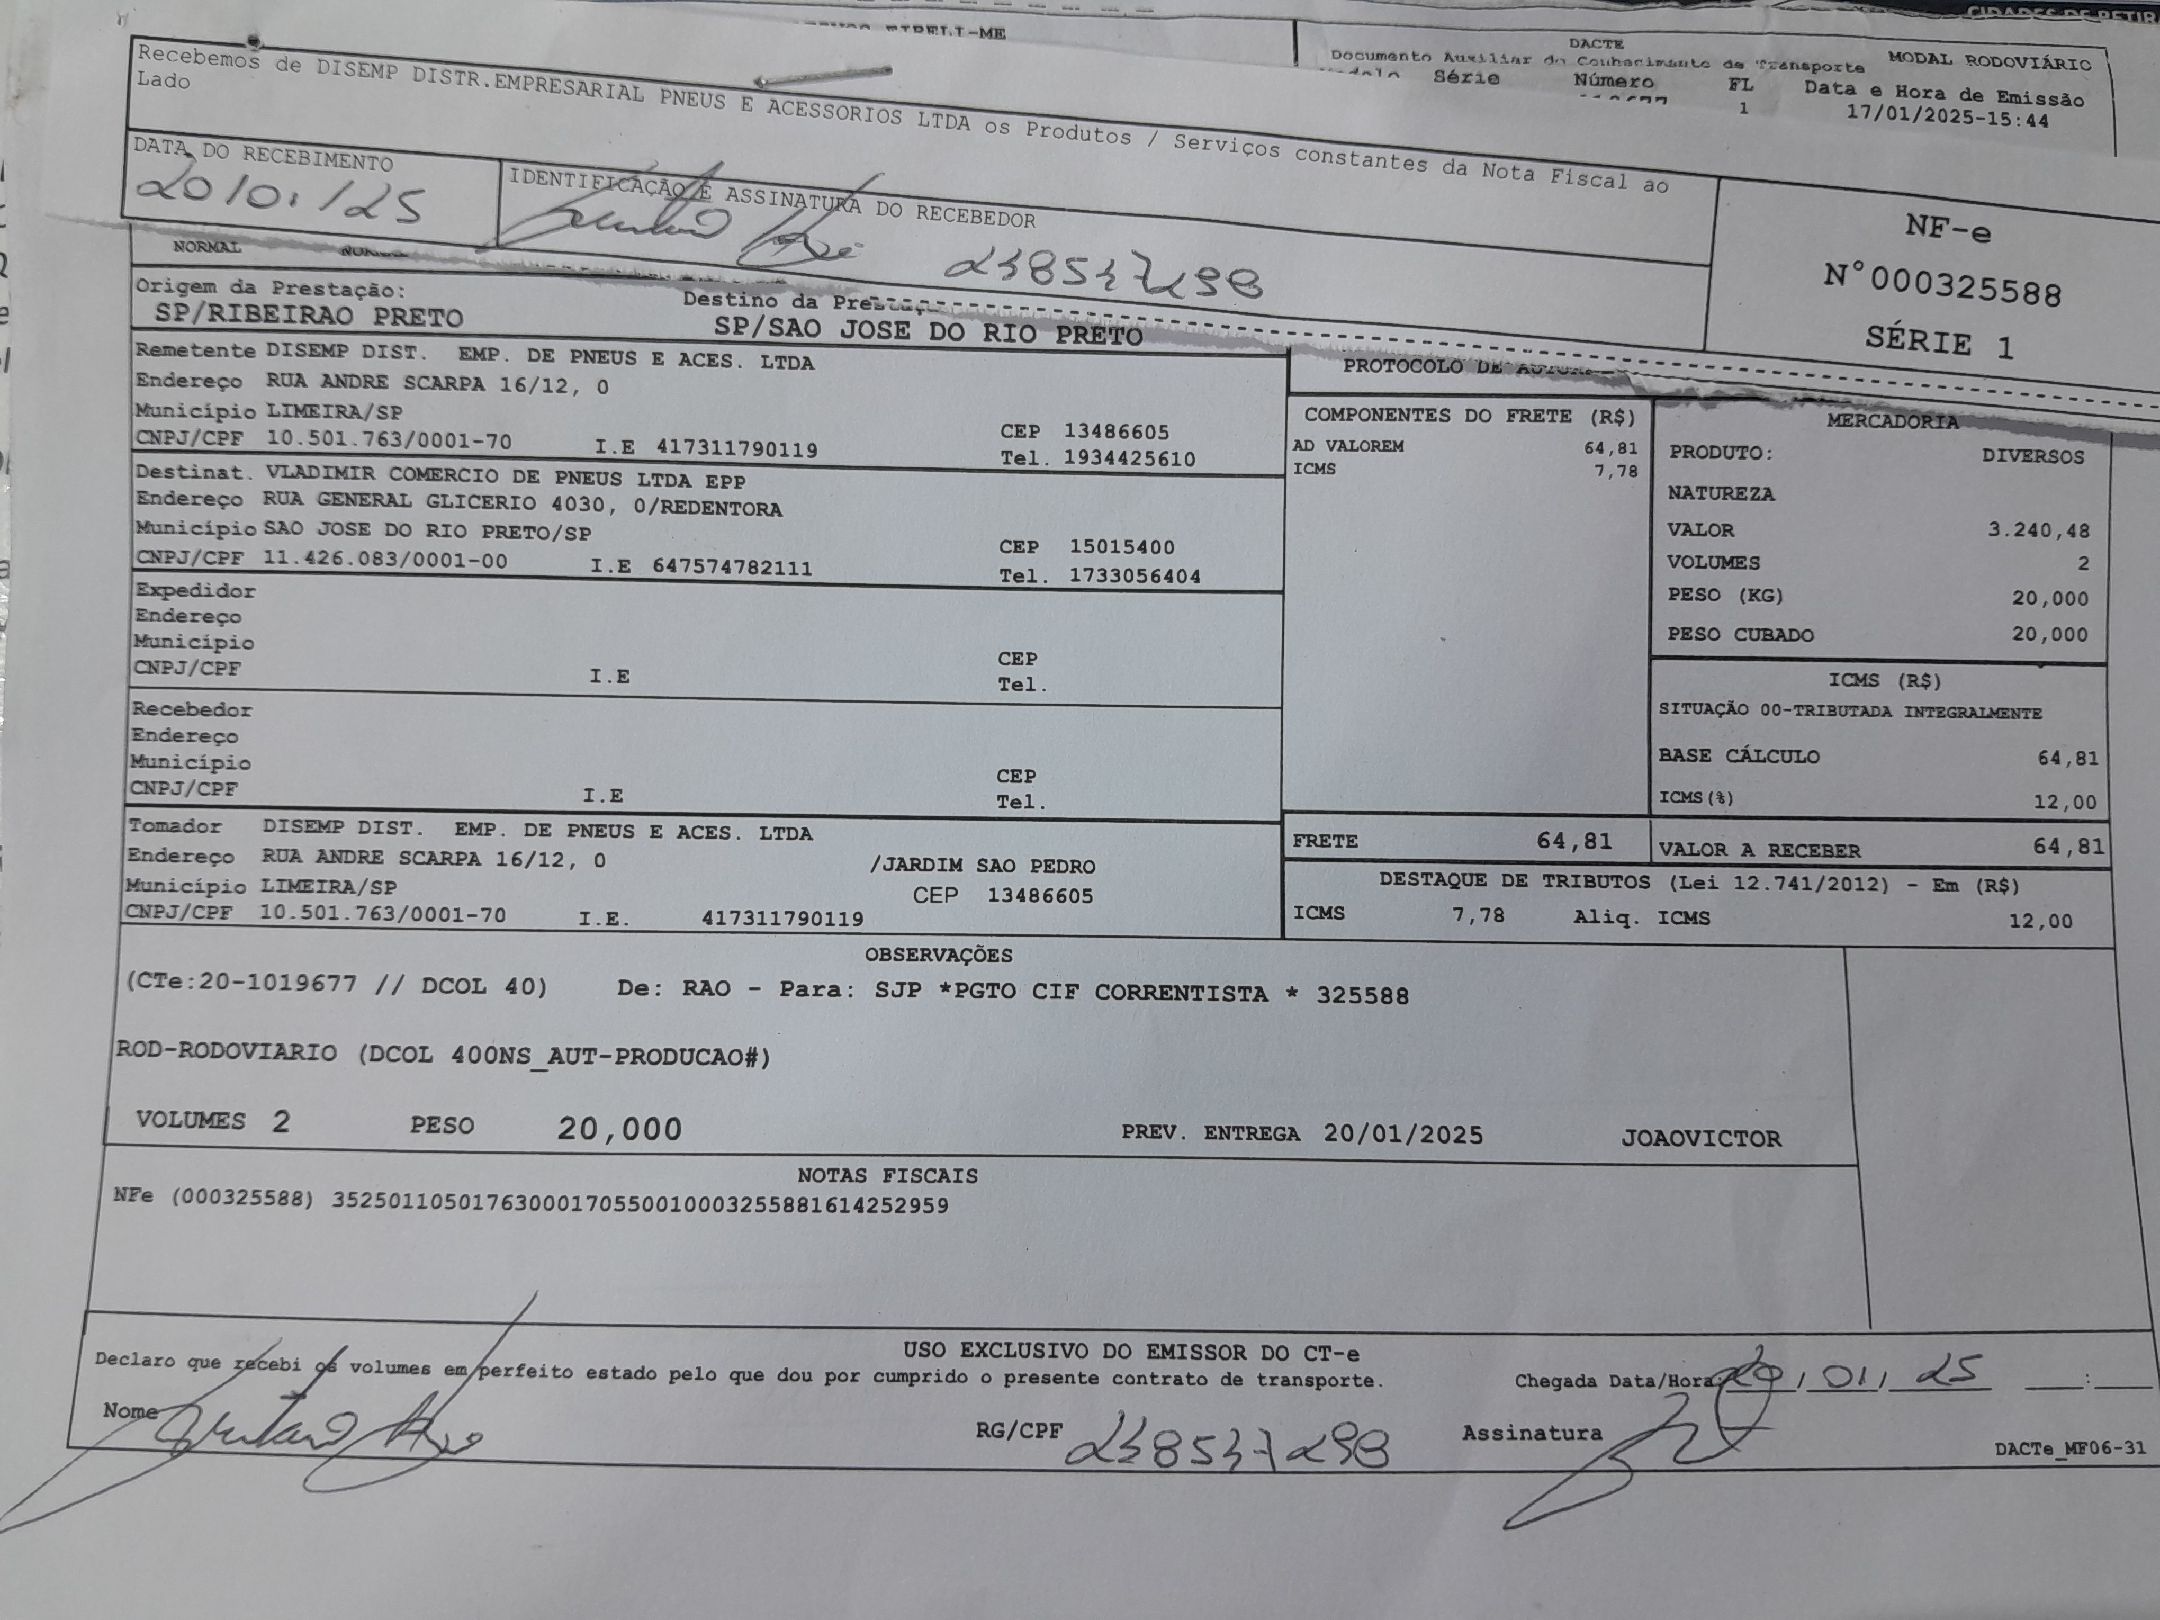 CIDADES DE RETIR
EIRELI-ME
DACTE
Documento Auxiliar do Conhecimento de Transporte
MODAL RODOVIÁRIO
Série Número FL Data e Hora de Emissão
1 17/01/2025-15:44
Recebemos de DISEMP DISTR.EMPRESARIAL PNEUS E ACESSORIOS LTDA os Produtos / Serviços constantes da Nota Fiscal ao
Lado
DATA DO RECEBIMENTO
20/01/25
IDENTIFICAÇÃO E ASSINATURA DO RECEBEDOR
NF-e
N°000325588
SÉRIE 1
NORMAL
Origem da Prestação:
SP/RIBEIRAO PRETO
Destino da
SP/SAO JOSE DO RIO PRETO
Remetente DISEMP DIST. EMP. DE PNEUS E ACES. LTDA
Endereço RUA ANDRE SCARPA 16/12, 0
Município LIMEIRA/SP
CEP 13486605
CNPJ/CPF 10.501.763/0001-70 I.E 417311790119 Tel. 1934425610
Destinat. VLADIMIR COMERCIO DE PNEUS LTDA EPP
Endereço RUA GENERAL GLICERIO 4030, 0/REDENTORA
Município SAO JOSE DO RIO PRETO/SP
CEP 15015400
CNPJ/CPF 11.426.083/0001-00 I.E 647574782111 Tel. 1733056404
Expedidor
Endereço
Município
CEP
CNPJ/CPF I.E Tel.
Recebedor
Endereço
Município
CEP
CNPJ/CPF I.E Tel.
Tomador DISEMP DIST. EMP. DE PNEUS E ACES. LTDA
Endereço RUA ANDRE SCARPA 16/12, 0 /JARDIM SAO PEDRO
Município LIMEIRA/SP CEP 13486605
CNPJ/CPF 10.501.763/0001-70 I.E. 417311790119
PROTOCOLO DE
COMPONENTES DO FRETE (R$)
AD VALOREM 64,81
ICMS 7,78
MERCADORIA
PRODUTO: DIVERSOS
NATUREZA
VALOR 3.240,48
VOLUMES 2
PESO (KG) 20,000
PESO CUBADO 20,000
ICMS (R$)
SITUAÇÃO 00-TRIBUTADA INTEGRALMENTE
BASE CÁLCULO 64,81
ICMS(%) 12,00
FRETE 64,81 VALOR A RECEBER 64,81
DESTAQUE DE TRIBUTOS (Lei 12.741/2012) - Em (R$)
ICMS 7,78 Aliq. ICMS 12,00
OBSERVAÇÕES
(CTe:20-1019677 // DCOL 40) De: RAO - Para: SJP *PGTO CIF CORRENTISTA * 325588
ROD-RODOVIARIO (DCOL 400NS_AUT-PRODUCAO#)
VOLUMES 2 PESO 20,000 PREV. ENTREGA 20/01/2025 JOAOVICTOR
NOTAS FISCAIS
NFe (000325588) 35250110501763000170550010003255881614252959
USO EXCLUSIVO DO EMISSOR DO CT-e
Declaro que recebi os volumes em perfeito estado pelo que dou por cumprido o presente contrato de transporte.
Chegada Data/Hora: 20/01/25 :
Nome
RG/CPF
Assinatura
DACTe_MF06-31